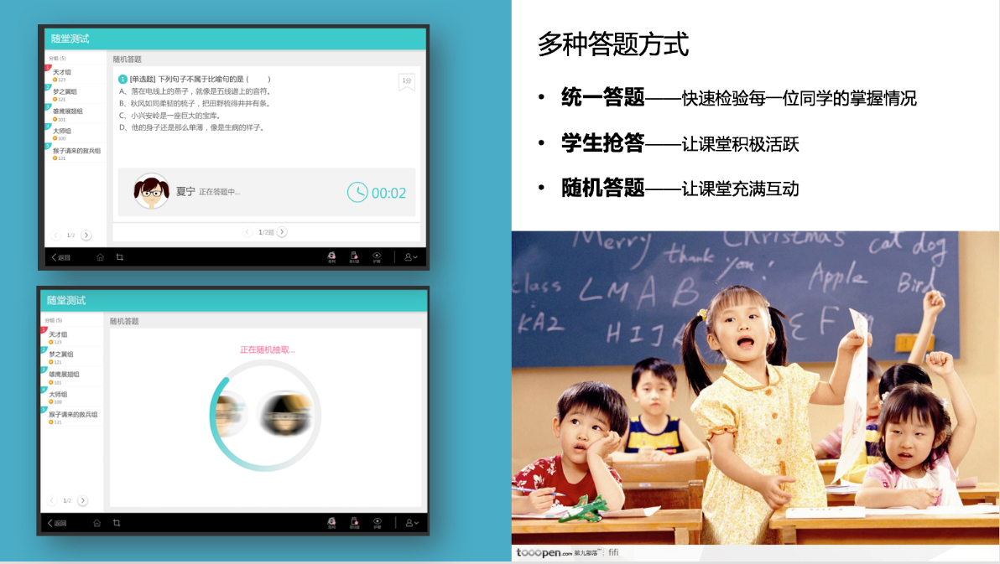 随堂测试
分组 (5)
随机答题
1
天才组
123
2
梦之翼组
121
3
雄鹰展翅组
101
4
大师组
100
5
猴子请来的救兵组
121
1 [单选题] 下列句子不属于比喻句的是 (　　)
1分
A、落在电线上的燕子，就像是五线谱上的音符。
B、秋风如同柔韧的梳子，把田野梳得井井有条。
C、小兴安岭是一座巨大的宝库。
D、他的身子还是那么单薄，像是生病的样子。
夏宁 正在答题中...
00:02
1/2
1/2题
返回
随堂测试
分组 (5)
随机答题
1
天才组
123
2
梦之翼组
121
3
雄鹰展翅组
101
4
大师组
100
5
猴子请来的救兵组
121
正在随机抽取...
1/2
返回
多种答题方式
• 统一答题——快速检验每一位同学的掌握情况
• 学生抢答——让课堂积极活跃
• 随机答题——让课堂充满互动
Merry Christmas cat dog
thank you!
Apple Bird
class LMAB
KA2 HIJK EF
tooopen.com 第九部落™ : fifi